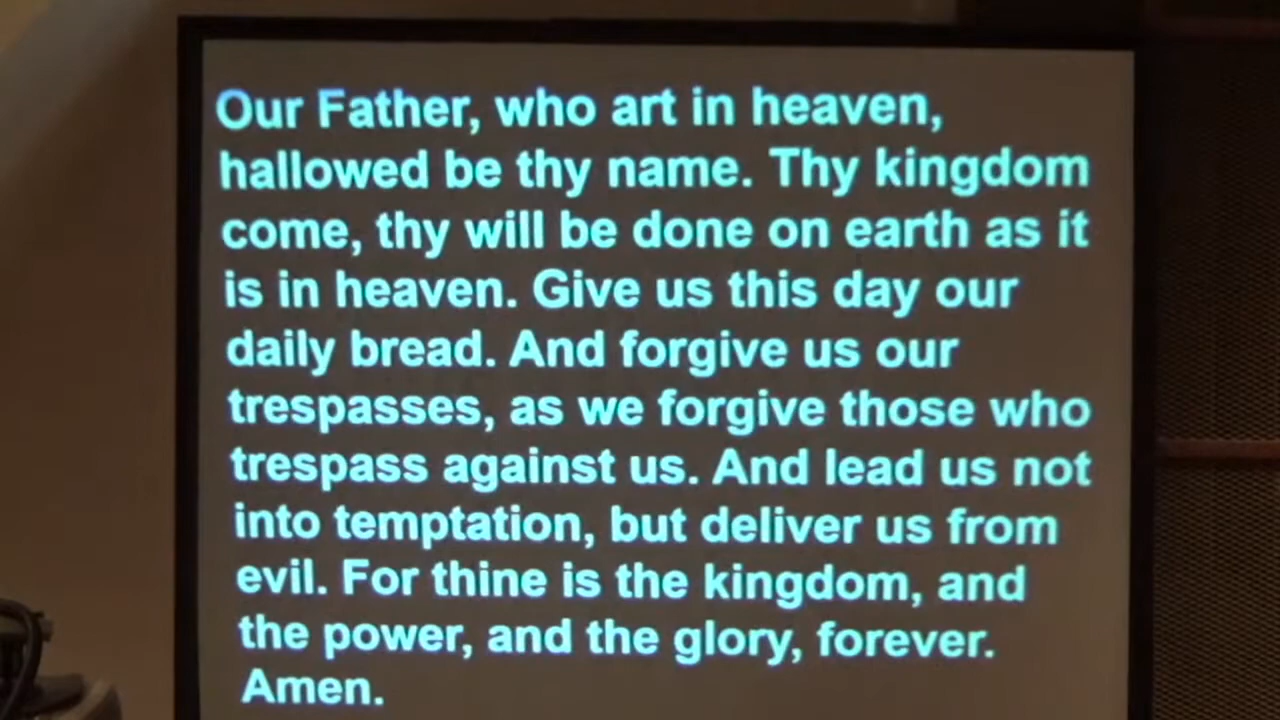 Our Father, who art in heaven,
hallowed be thy name. Thy kingdom
come, thy will be done on earth as it
is in heaven. Give us this day our
daily bread. And forgive us our
trespasses, as we forgive those who
trespass against us. And lead us not
into temptation, but deliver us from
evil. For thine is the kingdom, and
the power, and the glory, forever.
Amen.